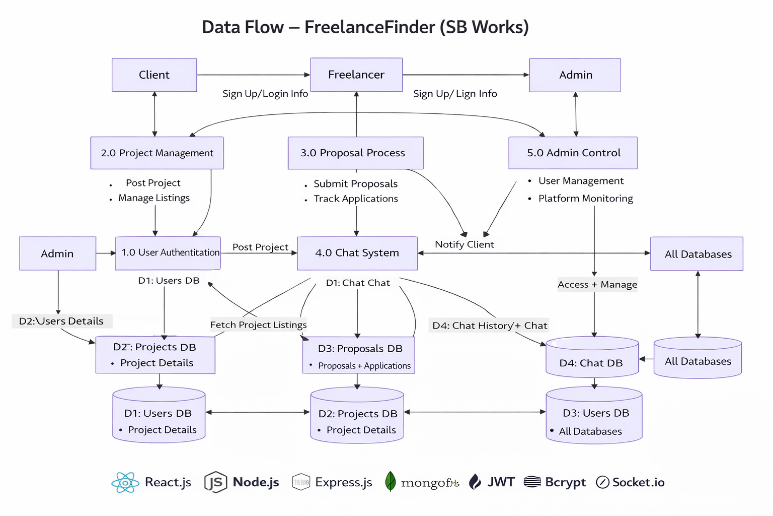 Data Flow – FreelanceFinder (SB Works)
Client
Freelancer
Admin
Sign Up/Login Info
Sign Up/ Lign Info
2.0 Project Management
3.0 Proposal Process
5.0 Admin Control
• Post Project
• Manage Listings
• Submit Proposals
• Track Applications
• User Management
• Platform Monitoring
Admin
1.0 User Authentitation
Post Project
4.0 Chat System
Notify Client
All Databases
D1: Users DB
D1: Chat Chat
Access + Manage
D2: Users Details
Fetch Project Listings
D4: Chat History + Chat
D2: Projects DB
• Project Details
D3: Proposals DB
• Proposals + Applications
D4: Chat DB
All Databases
D1: Users DB
• Project Details
D2: Projects DB
• Project Details
D3: Users DB
• All Databases
React.js
JS Node.js
Express.js
JWT
Bcrypt
Socket.io